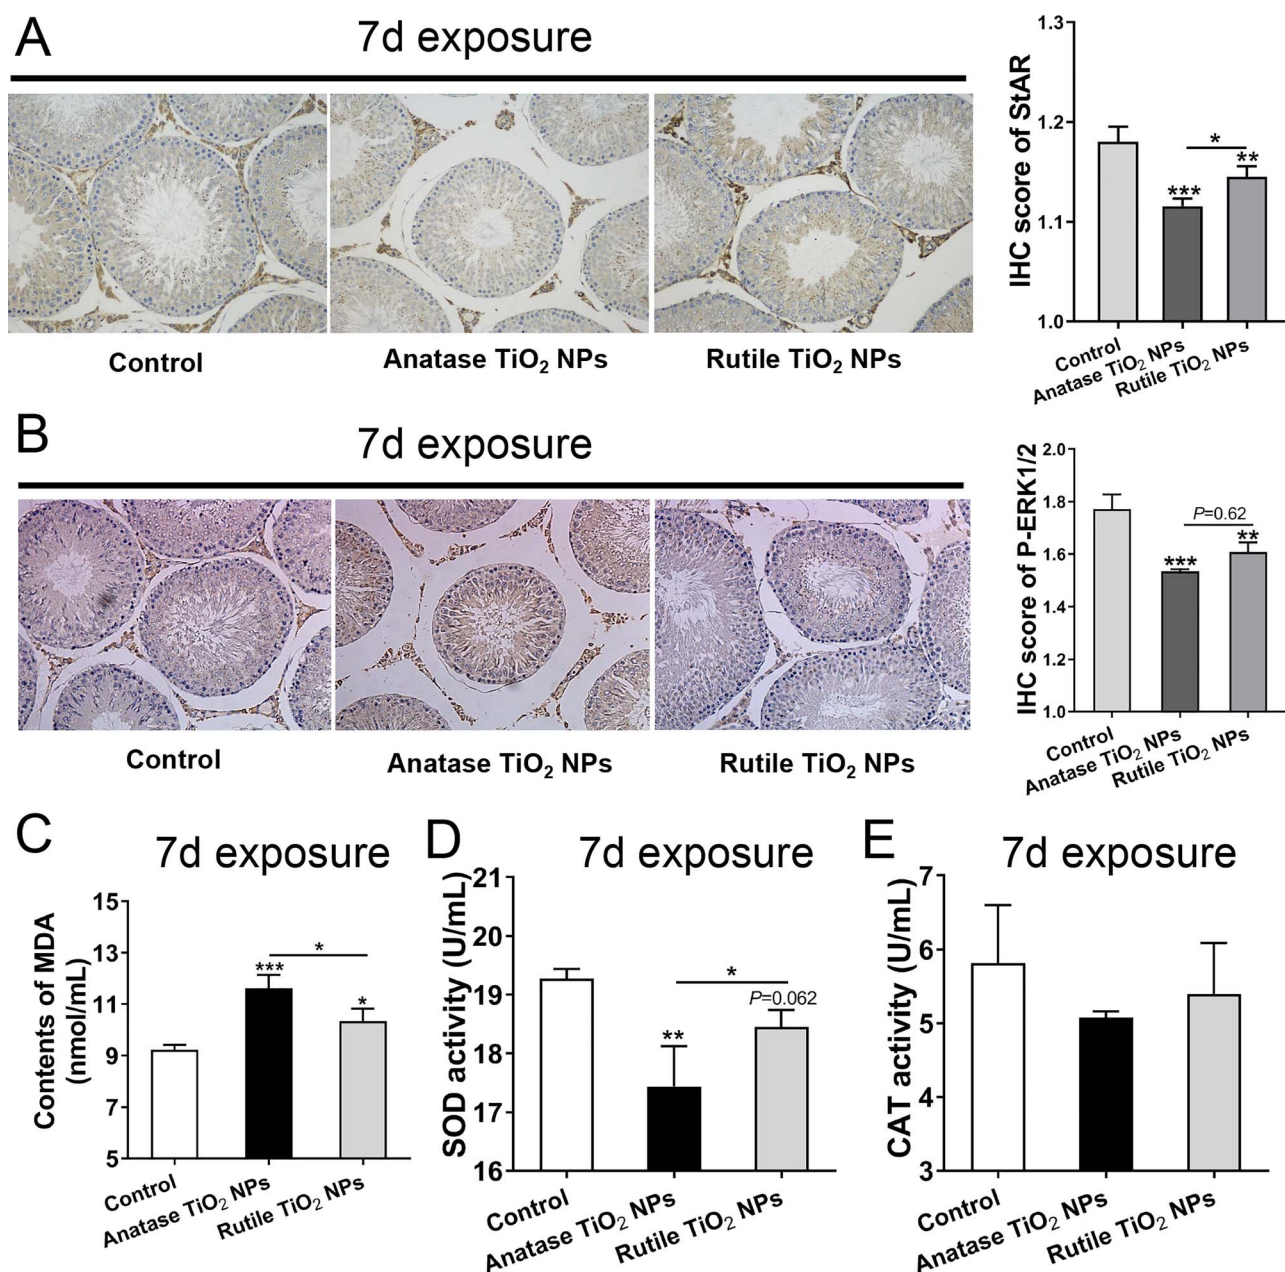 A
7d exposure
Control
Anatase TiO₂ NPs
Rutile TiO₂ NPs
IHC score of StAR
1.3
1.2
1.1
1.0
***
*
**
Control
Anatase TiO₂ NPs
Rutile TiO₂ NPs
B
7d exposure
Control
Anatase TiO₂ NPs
Rutile TiO₂ NPs
IHC score of P-ERK1/2
2.0
1.8
1.6
1.4
1.2
1.0
P=0.62
***
**
Control
Anatase TiO₂ NPs
Rutile TiO₂ NPs
C
7d exposure
Contents of MDA
(nmol/mL)
15
13
11
9
7
5
*
***
*
Control
Anatase TiO₂ NPs
Rutile TiO₂ NPs
D
7d exposure
SOD activity (U/mL)
21
20
19
18
17
16
*
P=0.062
**
Control
Anatase TiO₂ NPs
Rutile TiO₂ NPs
E
7d exposure
CAT activity (U/mL)
7
6
5
4
3
Control
Anatase TiO₂ NPs
Rutile TiO₂ NPs